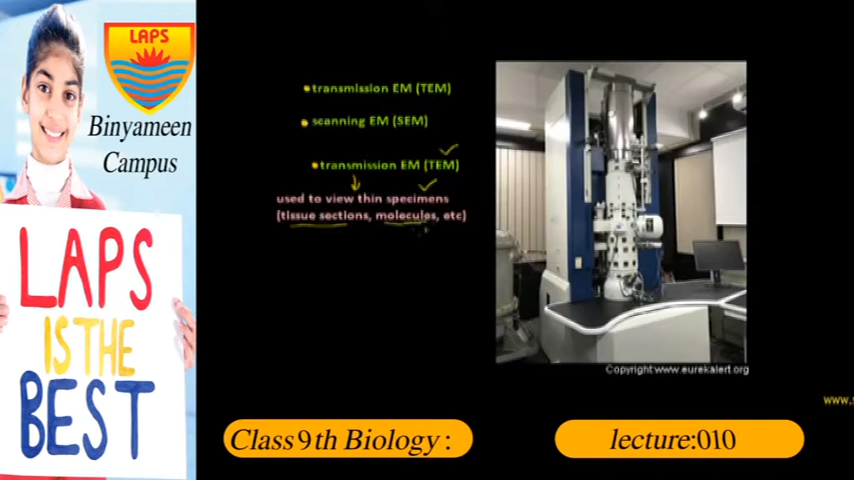 LAPS
Binyameen
Campus
LAPS
IS THE
BEST
transmission EM (TEM)
scanning EM (SEM)
transmission EM (TEM)
used to view thin specimens
(tissue sections, molecules, etc)
Copyright:www.eurekalert.org
www.s
Class 9th Biology :
lecture:010